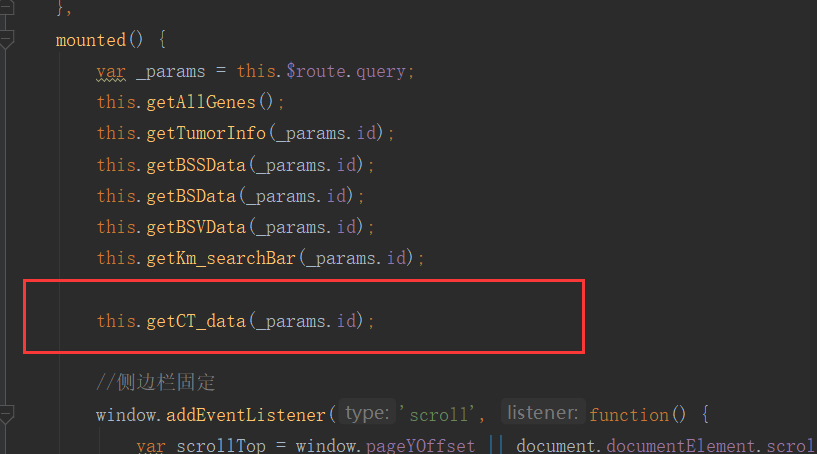 },
mounted() {
var _params = this.$route.query;
this.getAllGenes();
this.getTumorInfo(_params.id);
this.getBSSData(_params.id);
this.getBSData(_params.id);
this.getBSVData(_params.id);
this.getKm_searchBar(_params.id);
this.getCT_data(_params.id);
//侧边栏固定
window.addEventListener( type: 'scroll', listener: function() {
var scrollTop = window.pageYOffset || document.documentElement.scrol